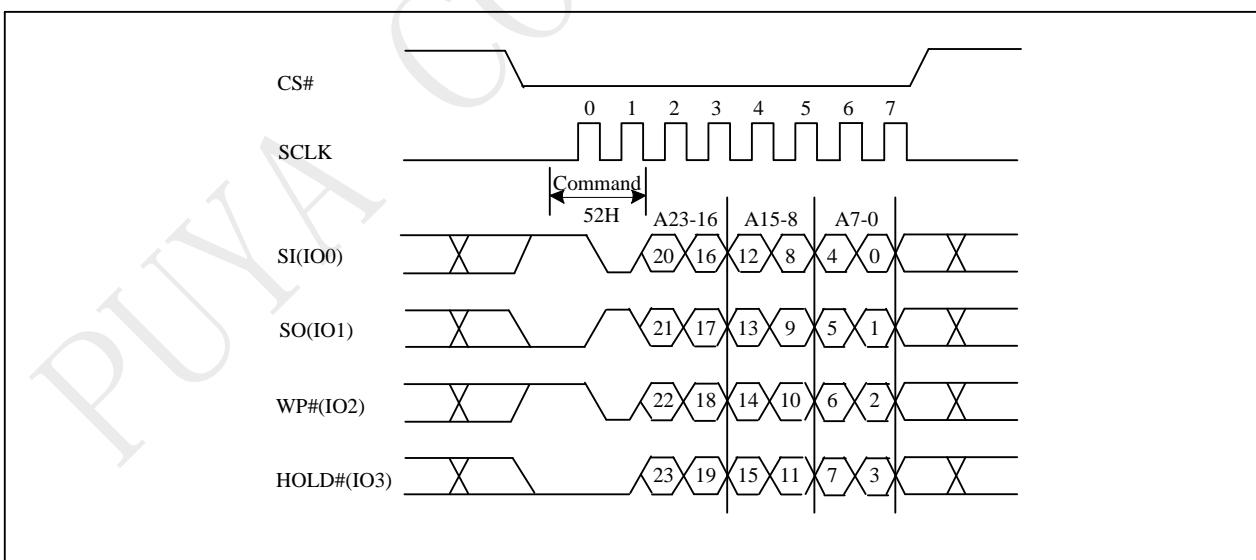 CS#
0 1 2 3 4 5 6 7
SCLK
Command
52H
A23-16 A15-8 A7-0
SI(IO0)
20 16 12 8 4 0
SO(IO1)
21 17 13 9 5 1
WP#(IO2)
22 18 14 10 6 2
HOLD#(IO3)
23 19 15 11 7 3
PUYA